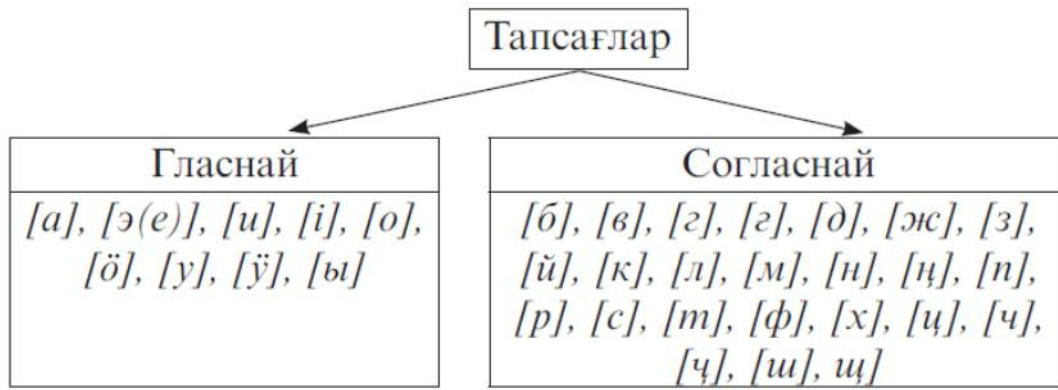 Тапсағлар
Гласнай
[а], [э(е)], [и], [і], [о],
[ö], [у], [ӱ], [ы]
Согласнай
[б], [в], [г], [г], [д], [ж], [з],
[й], [к], [л], [м], [н], [ң], [п],
[р], [с], [т], [ф], [х], [ц], [ч],
[ӌ], [ш], щ]